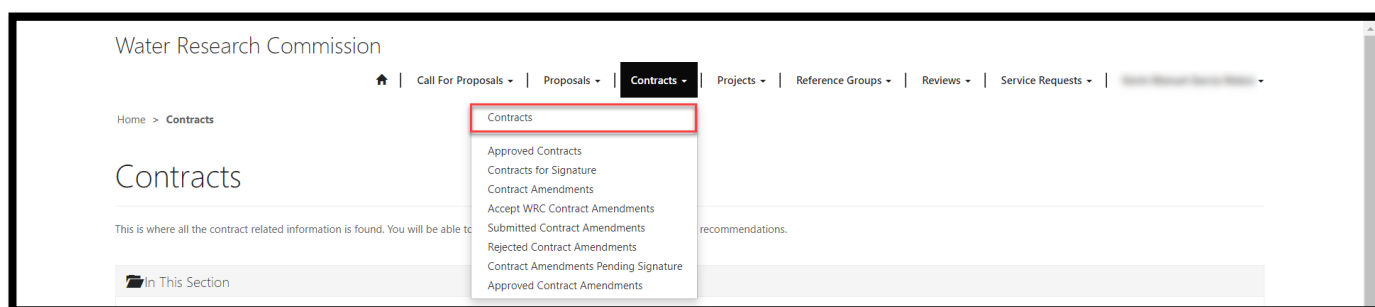 Water Research Commission
Call For Proposals
Proposals
Contracts
Projects
Reference Groups
Reviews
Service Requests
Home > Contracts
Contracts
Approved Contracts
Contracts for Signature
Contract Amendments
Accept WRC Contract Amendments
Submitted Contract Amendments
Rejected Contract Amendments
Contract Amendments Pending Signature
Approved Contract Amendments
Contracts
This is where all the contract related information is found. You will be able to
recommendations.
In This Section